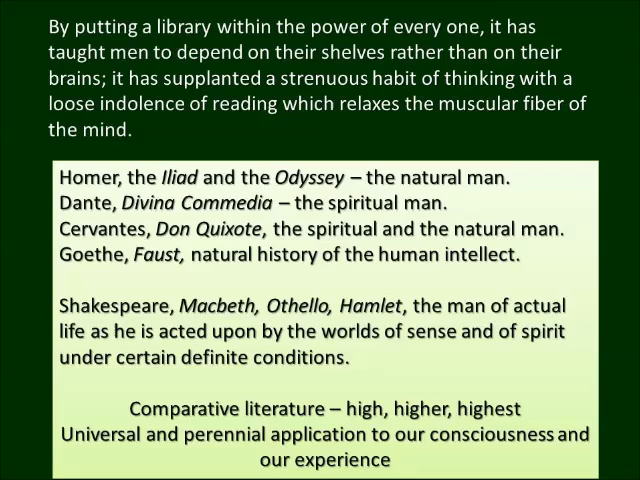 By putting a library within the power of every one, it has
taught men to depend on their shelves rather than on their
brains; it has supplanted a strenuous habit of thinking with a
loose indolence of reading which relaxes the muscular fiber of
the mind.
Homer, the Iliad and the Odyssey – the natural man.
Dante, Divina Commedia – the spiritual man.
Cervantes, Don Quixote, the spiritual and the natural man.
Goethe, Faust, natural history of the human intellect.
Shakespeare, Macbeth, Othello, Hamlet, the man of actual
life as he is acted upon by the worlds of sense and of spirit
under certain definite conditions.
Comparative literature – high, higher, highest
Universal and perennial application to our consciousness and
our experience